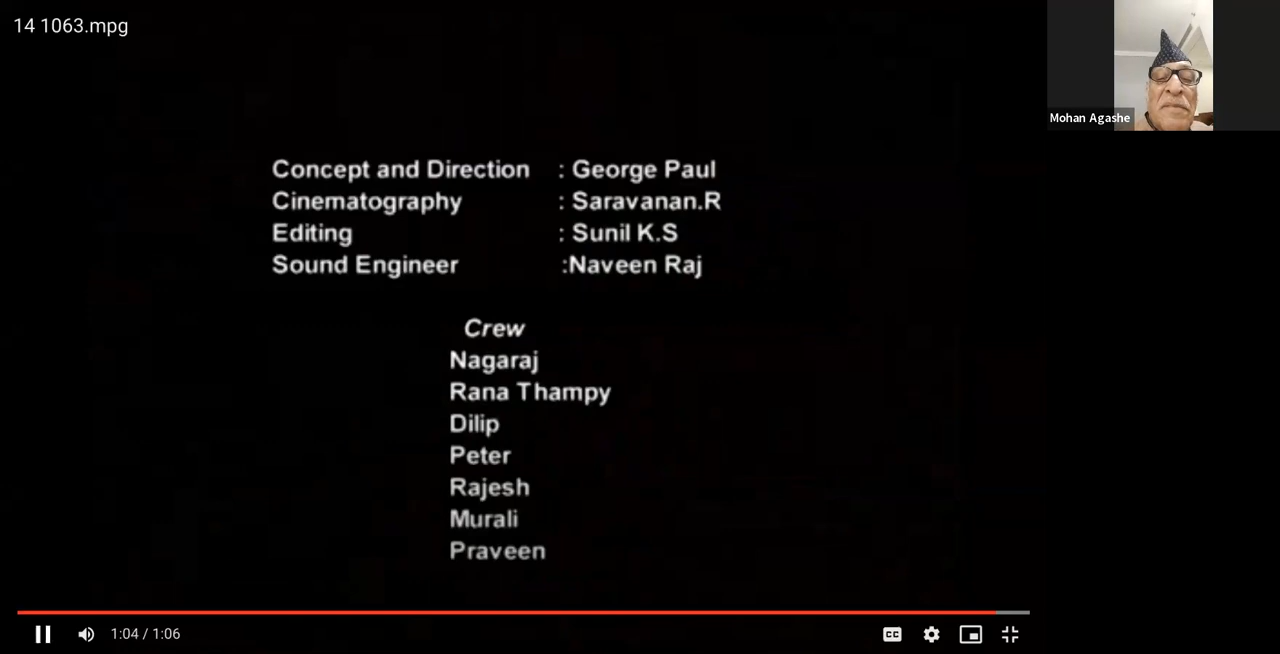 14 1063.mpg
Mohan Agashe
Concept and Direction : George Paul
Cinematography : Saravanan.R
Editing : Sunil K.S
Sound Engineer :Naveen Raj
Crew
Nagaraj
Rana Thampy
Dilip
Peter
Rajesh
Murali
Praveen
1:04 / 1:06
CC